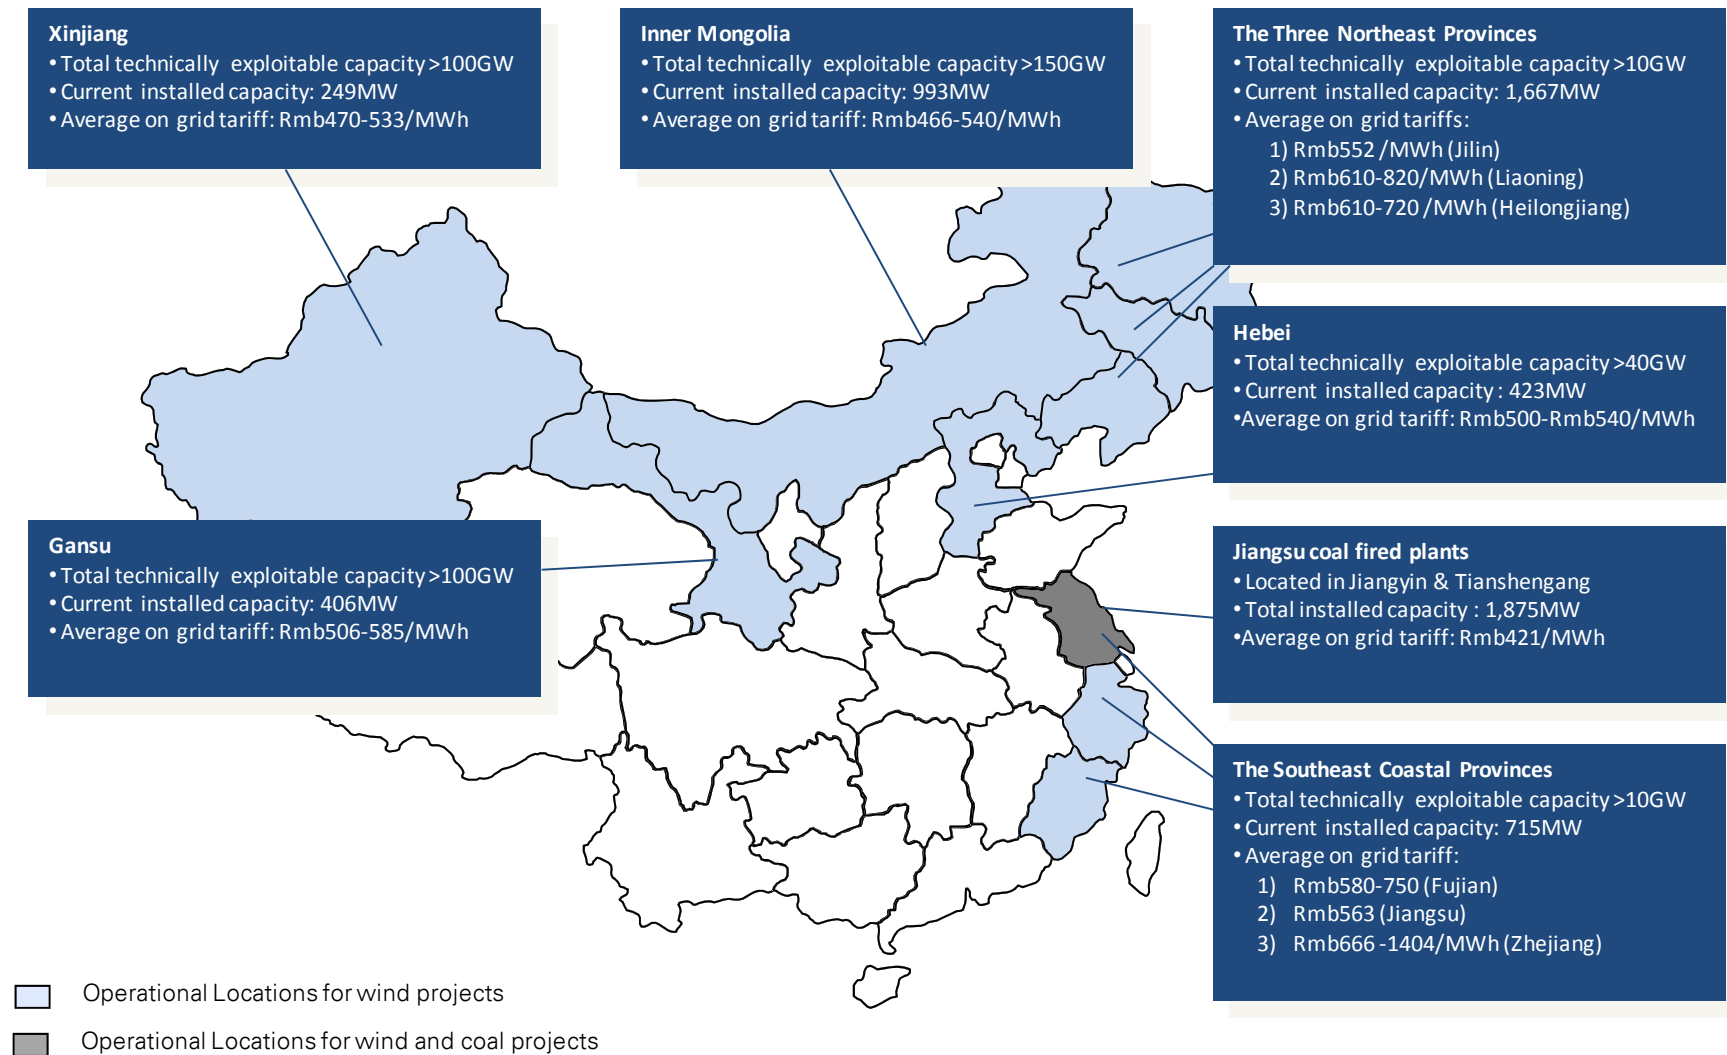 Xinjiang
• Total technically exploitable capacity >100GW
• Current installed capacity: 249MW
• Average on grid tariff: Rmb470-533/MWh
Inner Mongolia
• Total technically exploitable capacity >150GW
• Current installed capacity: 993MW
• Average on grid tariff: Rmb466-540/MWh
The Three Northeast Provinces
• Total technically exploitable capacity >10GW
• Current installed capacity: 1,667MW
• Average on grid tariffs:
1) Rmb552 /MWh (Jilin)
2) Rmb610-820/MWh (Liaoning)
3) Rmb610-720 /MWh (Heilongjiang)
Hebei
• Total technically exploitable capacity >40GW
• Current installed capacity : 423MW
•Average on grid tariff: Rmb500-Rmb540/MWh
Gansu
• Total technically exploitable capacity >100GW
• Current installed capacity: 406MW
• Average on grid tariff: Rmb506-585/MWh
Jiangsu coal fired plants
• Located in Jiangyin & Tianshengang
• Total installed capacity : 1,875MW
•Average on grid tariff: Rmb421/MWh
The Southeast Coastal Provinces
• Total technically exploitable capacity >10GW
• Current installed capacity: 715MW
• Average on grid tariff:
1) Rmb580-750 (Fujian)
2) Rmb563 (Jiangsu)
3) Rmb666 -1404/MWh (Zhejiang)
Operational Locations for wind projects
Operational Locations for wind and coal projects